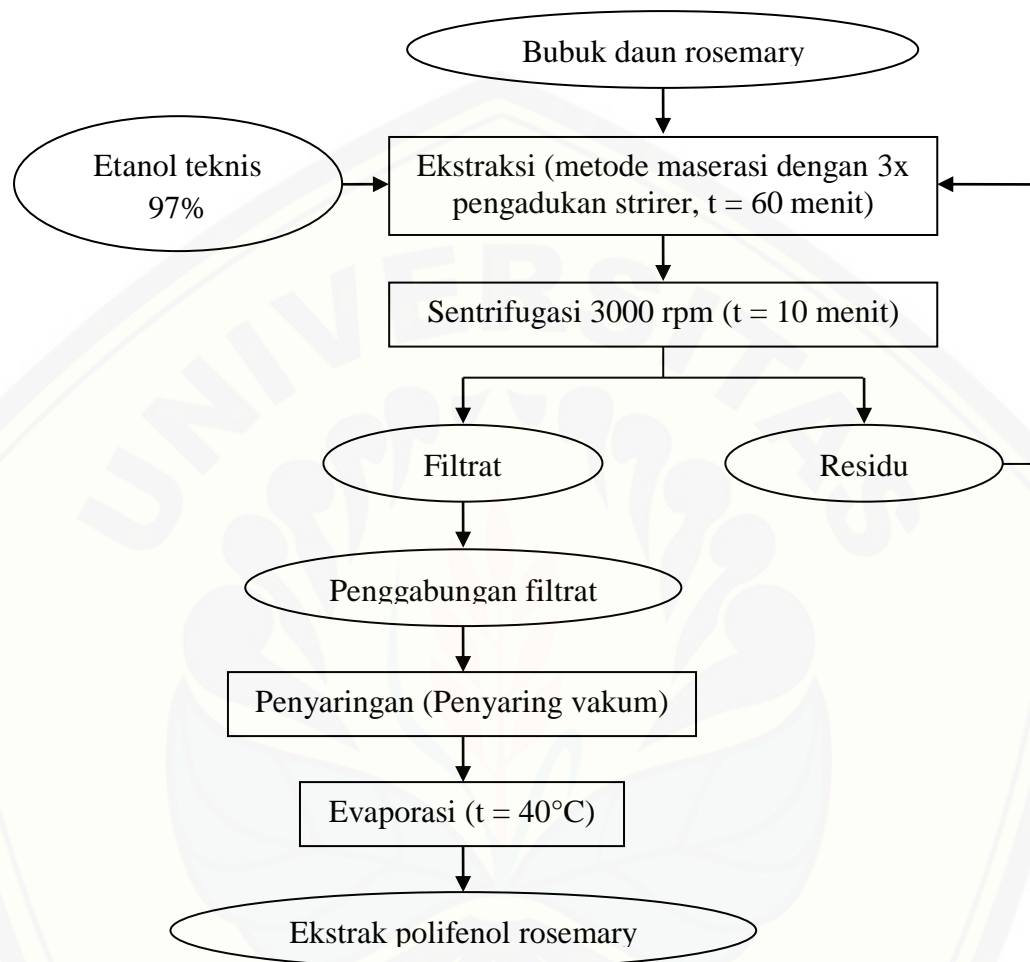 Bubuk daun rosemary
Etanol teknis
97%
Ekstraksi (metode maserasi dengan 3x
pengadukan strirer, t = 60 menit)
Sentrifugasi 3000 rpm (t = 10 menit)
Filtrat
Residu
Penggabungan filtrat
Penyaringan (Penyaring vakum)
Evaporasi (t = 40°C)
Ekstrak polifenol rosemary
UNIVERSITAS